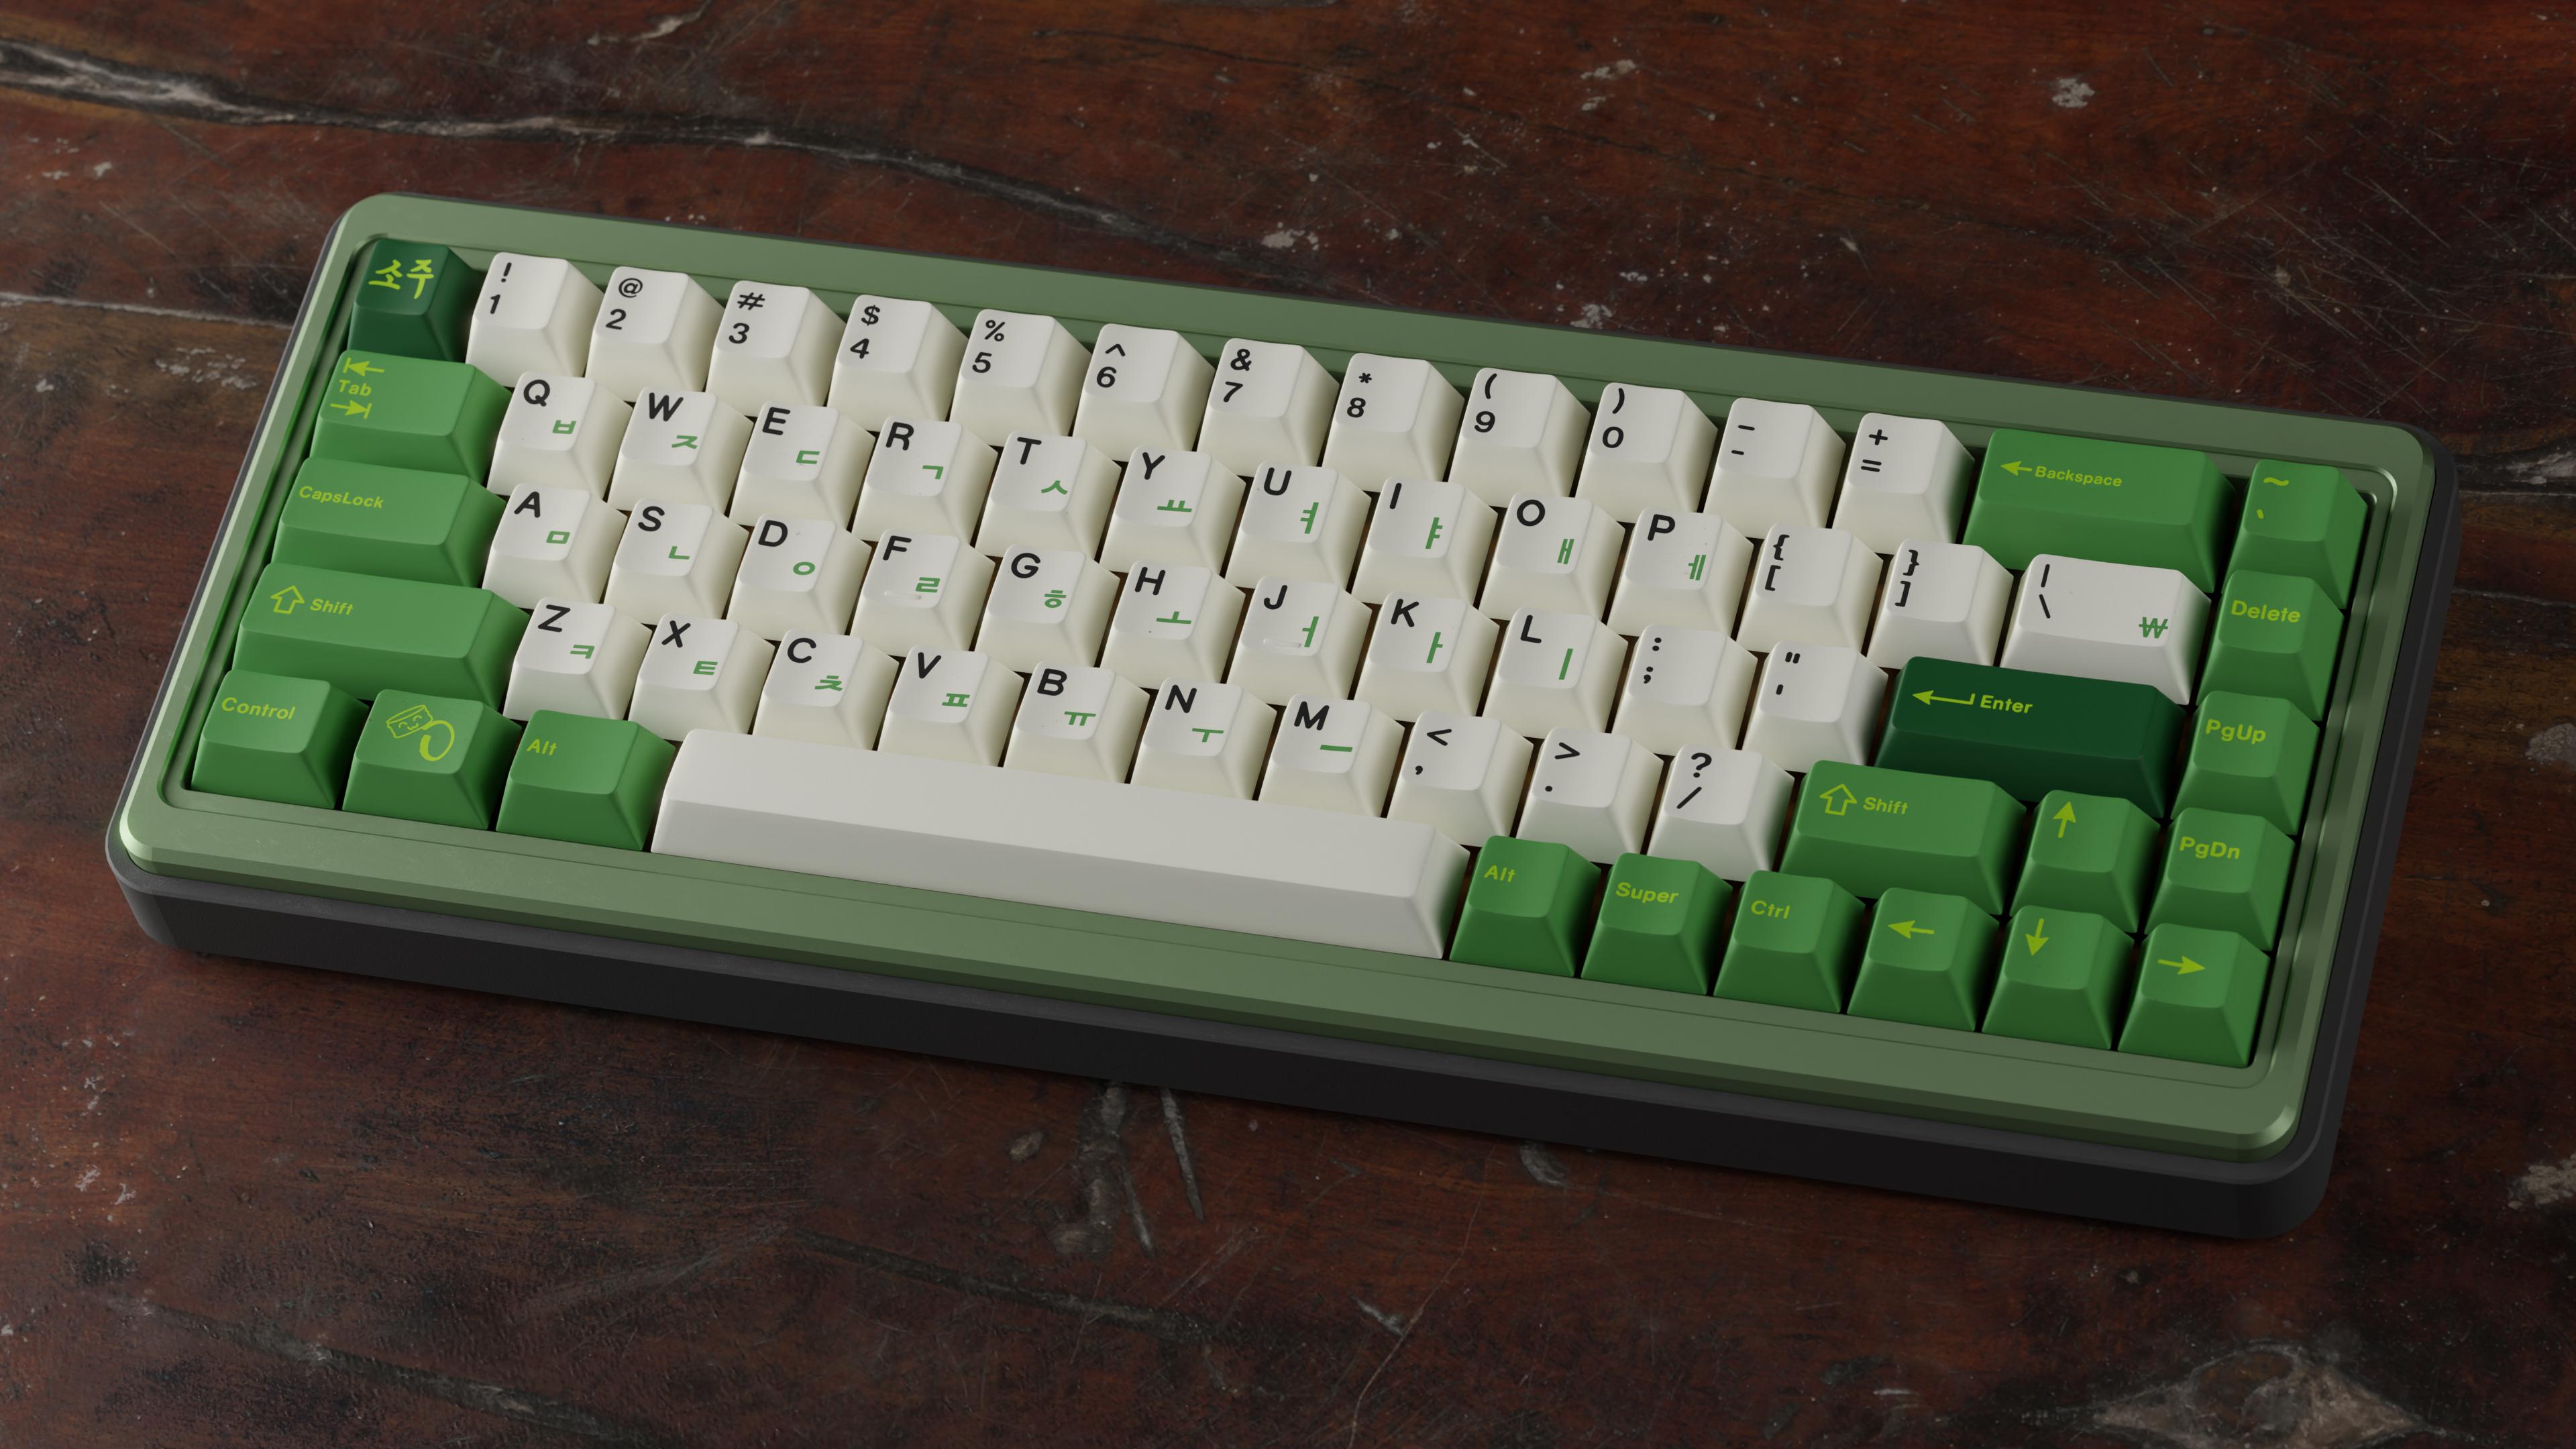 소주 ! 1 @ 2 # 3 $ 4 % 5 ^ 6 & 7 * 8 ( 9 ) 0 – - + = Backspace ~ `
Tab Q ㅂ W ㅈ E ㄷ R ㄱ T ㅅ Y ㅛ U ㅕ I ㅑ O ㅐ P ㅔ { [ } ] | \ ₩ Delete
CapsLock A ㅁ S ㄴ D ㅇ F ㄹ G ㅎ H ㅗ J ㅓ K ㅏ L ㅣ : ; " ' Enter PgUp
Shift Z ㅋ X ㅌ C ㅊ V ㅍ B ㅠ N ㅜ M ㅡ < , > . ? / Shift ↑ PgDn
Control Alt Alt Super Ctrl ← ↓ →